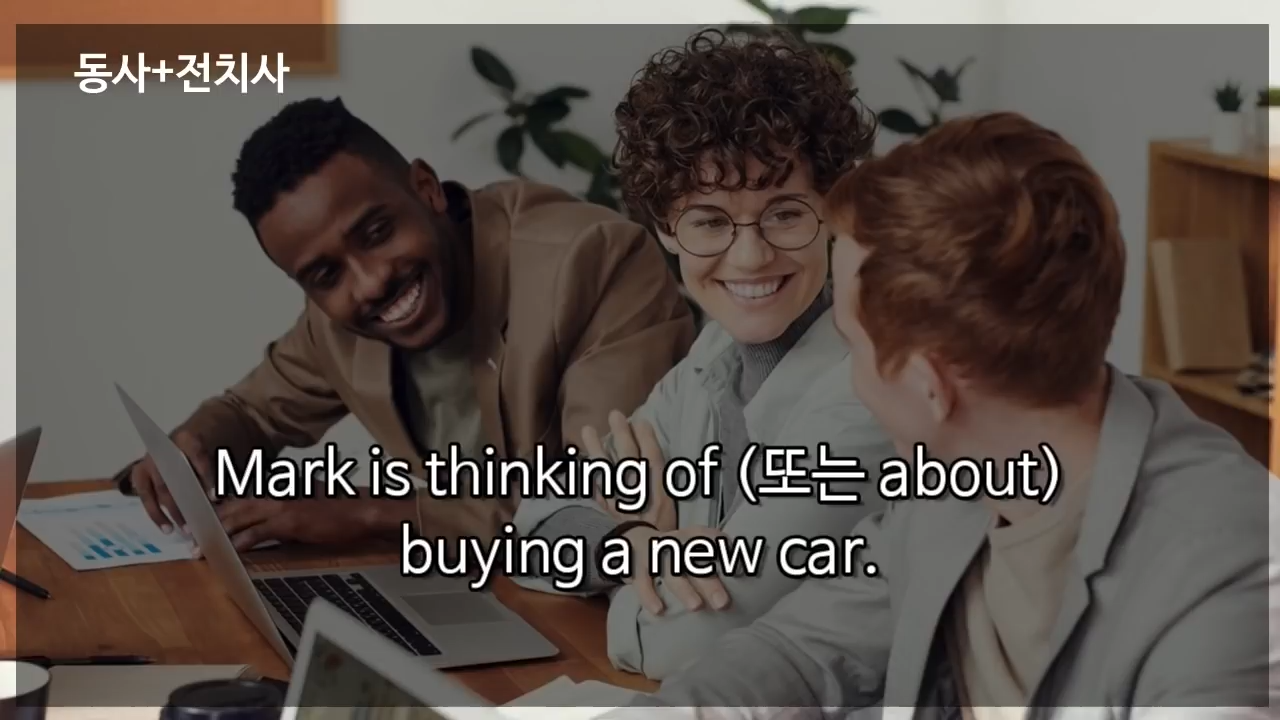 동사+전치사
Mark is thinking of (또는 about)
buying a new car.